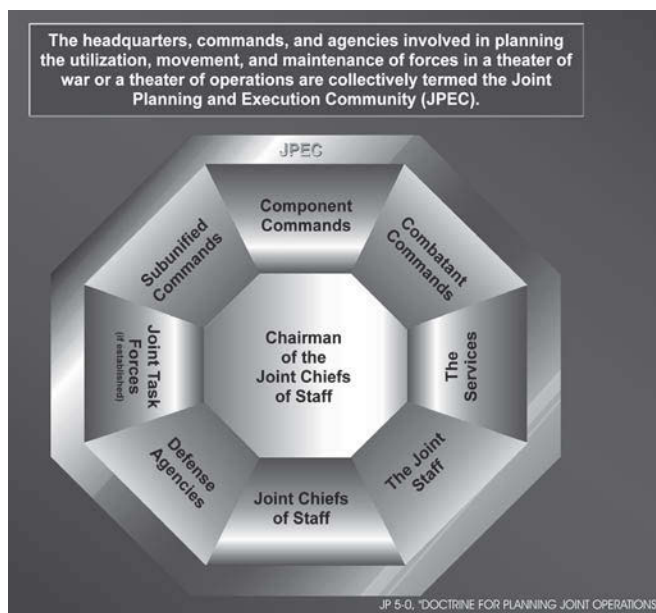 The headquarters, commands, and agencies involved in planning
the utilization, movement, and maintenance of forces in a theater of
war or a theater of operations are collectively termed the Joint
Planning and Execution Community (JPEC).
JPEC
Component
Commands
Combatant
Commands
The
Services
The Joint
Staff
Joint Chiefs
of Staff
Defense
Agencies
Joint Task
Forces
(if established)
Subunified
Commands
Chairman
of the
Joint Chiefs
of Staff
JP 5-0, "DOCTRINE FOR PLANNING JOINT OPERATIONS